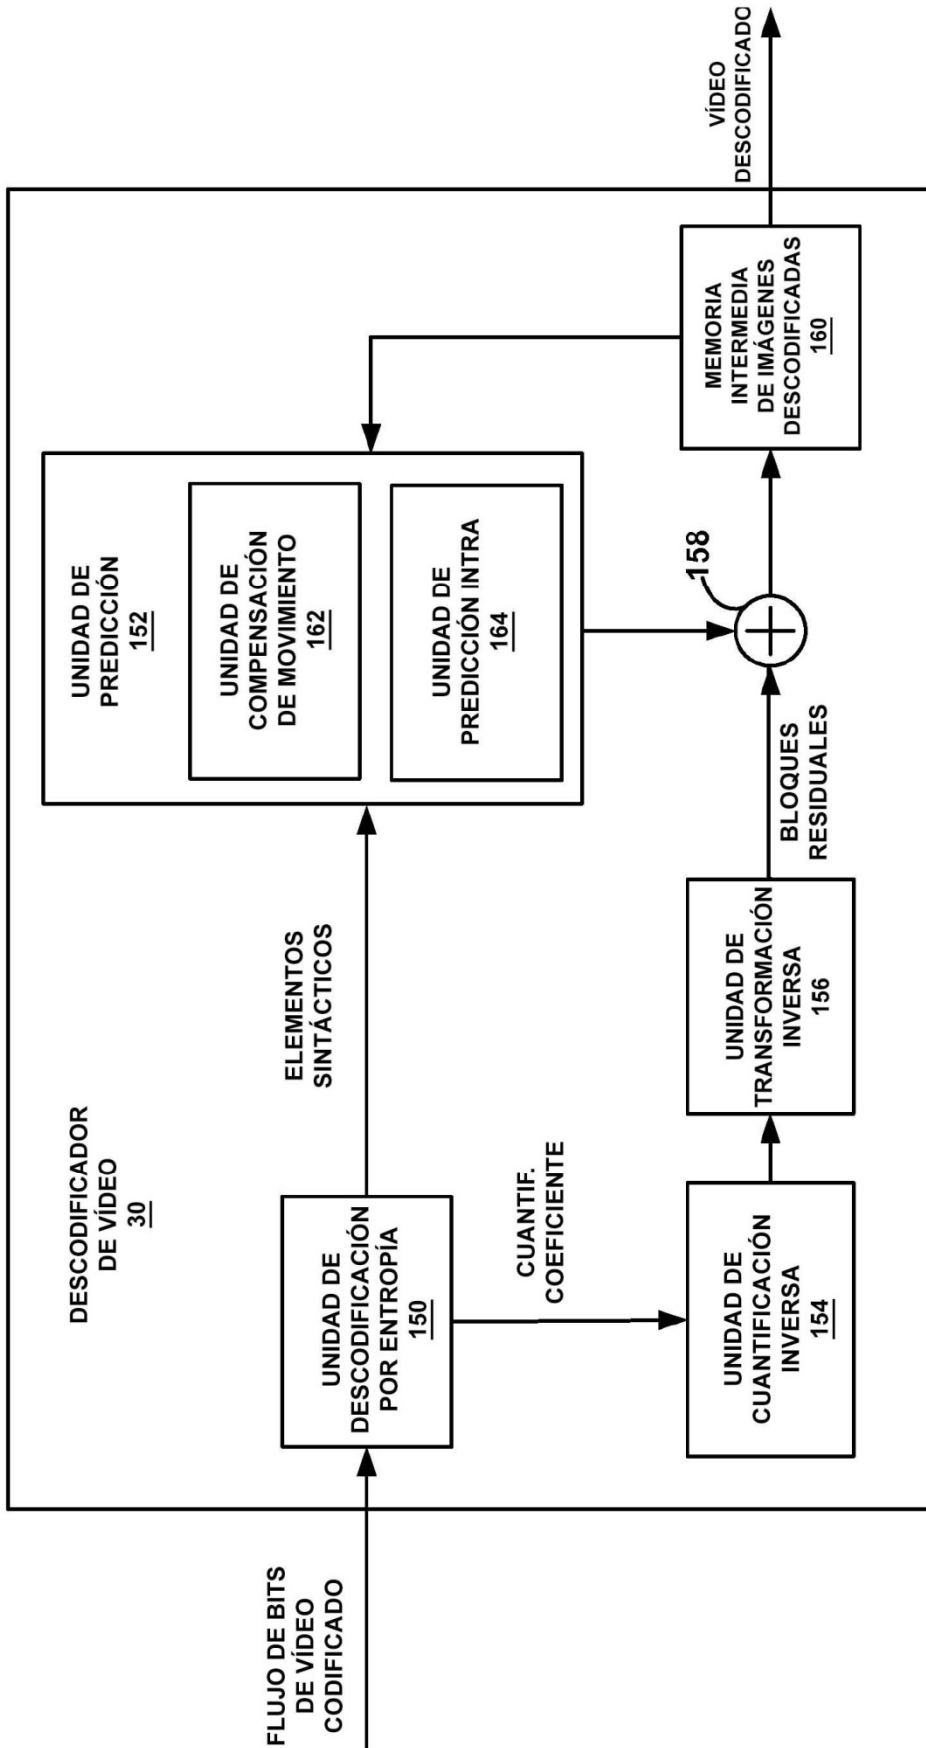 DESCODIFICADOR
DE VÍDEO
30
FLUJO DE BITS
DE VÍDEO
CODIFICADO
UNIDAD DE
DESCODIFICACIÓN
POR ENTROPÍA
150
ELEMENTOS
SINTÁCTICOS
UNIDAD DE
PREDICCIÓN
152
UNIDAD DE
COMPENSACIÓN
DE MOVIMIENTO
162
UNIDAD DE
PREDICCIÓN INTRA
164
CUANTIF.
COEFICIENTE
UNIDAD DE
CUANTIFICACIÓN
INVERSA
154
UNIDAD DE
TRANSFORMACIÓN
INVERSA
156
BLOQUES
RESIDUALES
158
MEMORIA
INTERMEDIA
DE IMÁGENES
DESCODIFICADAS
160
VÍDEO
DESCODIFICADO